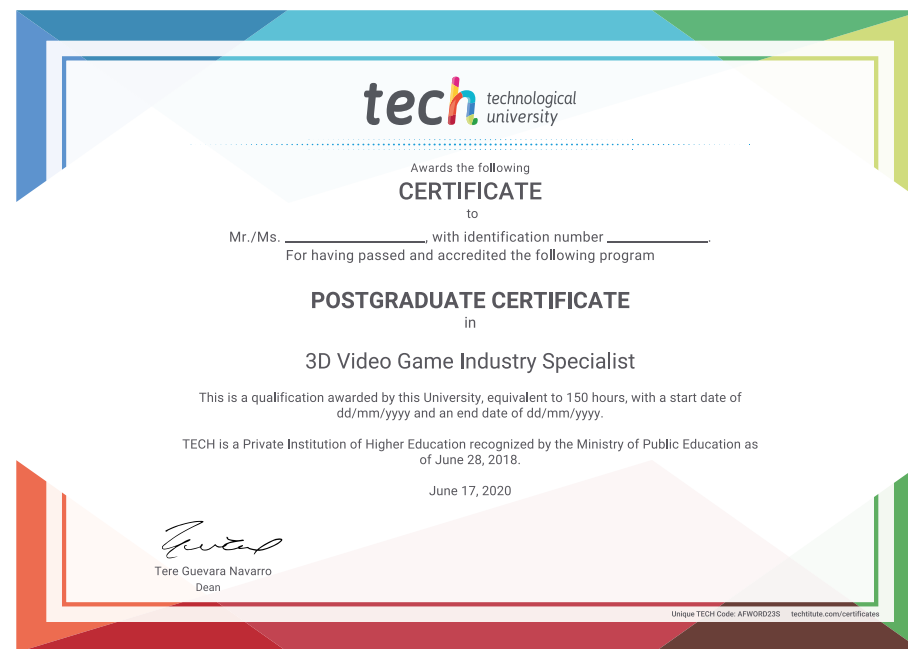 tech technological
university
Awards the following
CERTIFICATE
to
Mr./Ms. ____________________, with identification number ______________.
For having passed and accredited the following program
POSTGRADUATE CERTIFICATE
in
3D Video Game Industry Specialist
This is a qualification awarded by this University, equivalent to 150 hours, with a start date of
dd/mm/yyyy and an end date of dd/mm/yyyy.
TECH is a Private Institution of Higher Education recognized by the Ministry of Public Education as
of June 28, 2018.
June 17, 2020
Tere Guevara Navarro
Dean
Unique TECH Code: AFWORD23S techtitute.com/certificates